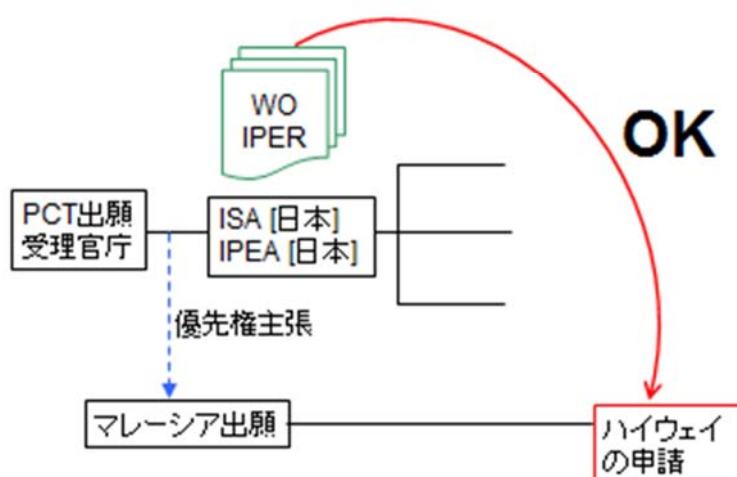 WO
IPER
OK
PCT出願
受理官庁
ISA [日本]
IPEA [日本]
優先権主張
マレーシア出願
ハイウェイ
の申請